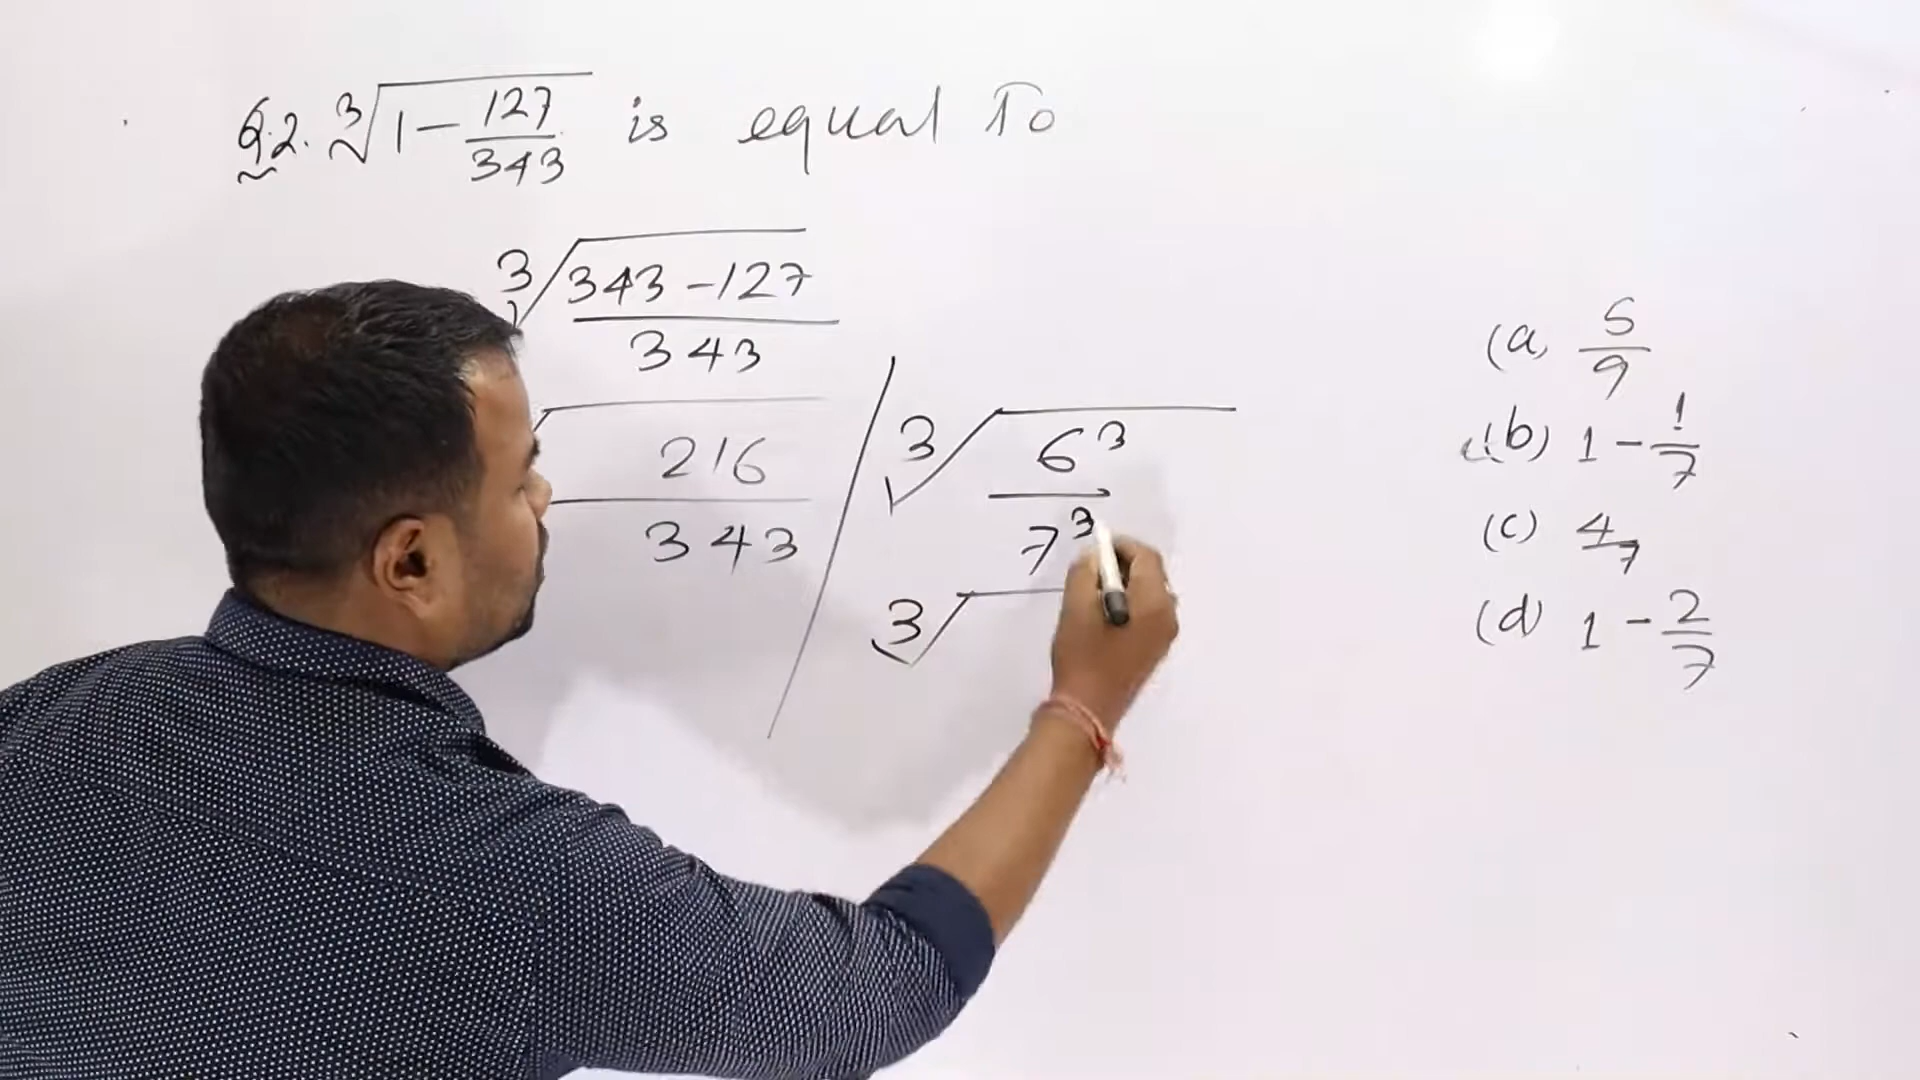 Q.2. ∛(1 - 127/343) is equal To
∛((343 - 127)/343)
216/343
∛(6³/7³)
∛
(a) 5/9
(b) 1 - 1/7
(c) 4/7
(d) 1 - 2/7